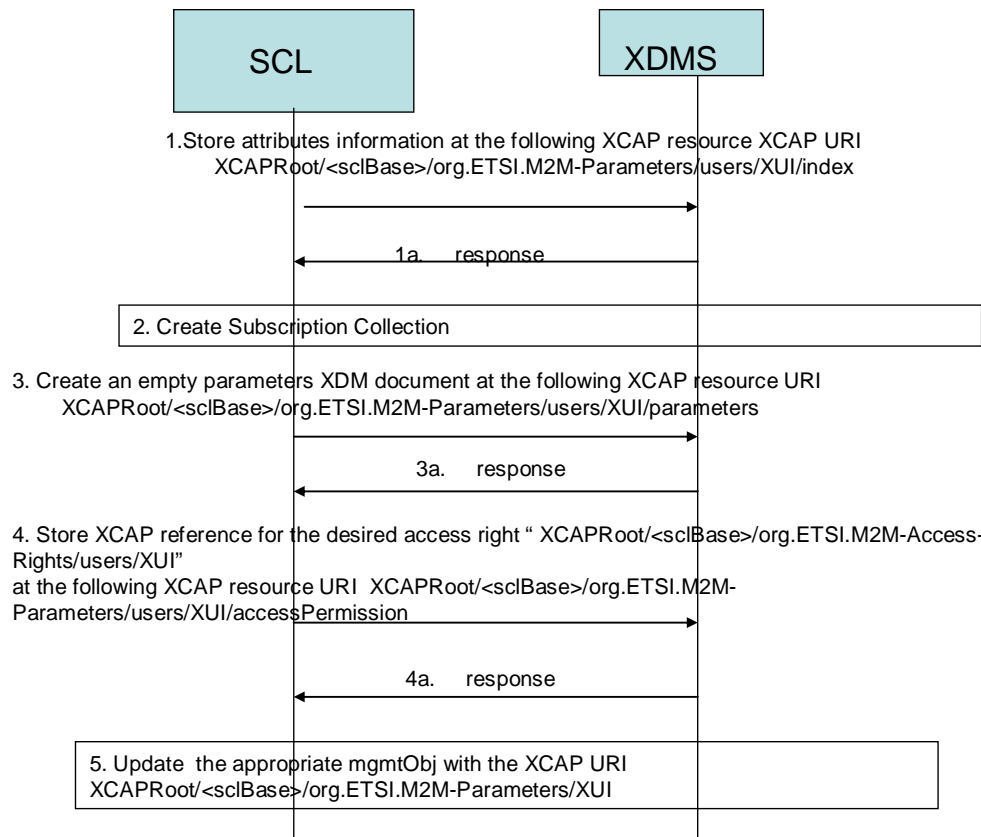 SCL
XDMS
1.Store attributes information at the following XCAP resource XCAP URI
XCAPRoot/<sclBase>/org.ETSI.M2M-Parameters/users/XUI/index
1a. response
2. Create Subscription Collection
3. Create an empty parameters XDM document at the following XCAP resource URI
XCAPRoot/<sclBase>/org.ETSI.M2M-Parameters/users/XUI/parameters
3a. response
4. Store XCAP reference for the desired access right “ XCAPRoot/<sclBase>/org.ETSI.M2M-Access-
Rights/users/XUI”
at the following XCAP resource URI XCAPRoot/<sclBase>/org.ETSI.M2M-
Parameters/users/XUI/accessPermission
4a. response
5. Update the appropriate mgmtObj with the XCAP URI
XCAPRoot/<sclBase>/org.ETSI.M2M-Parameters/XUI